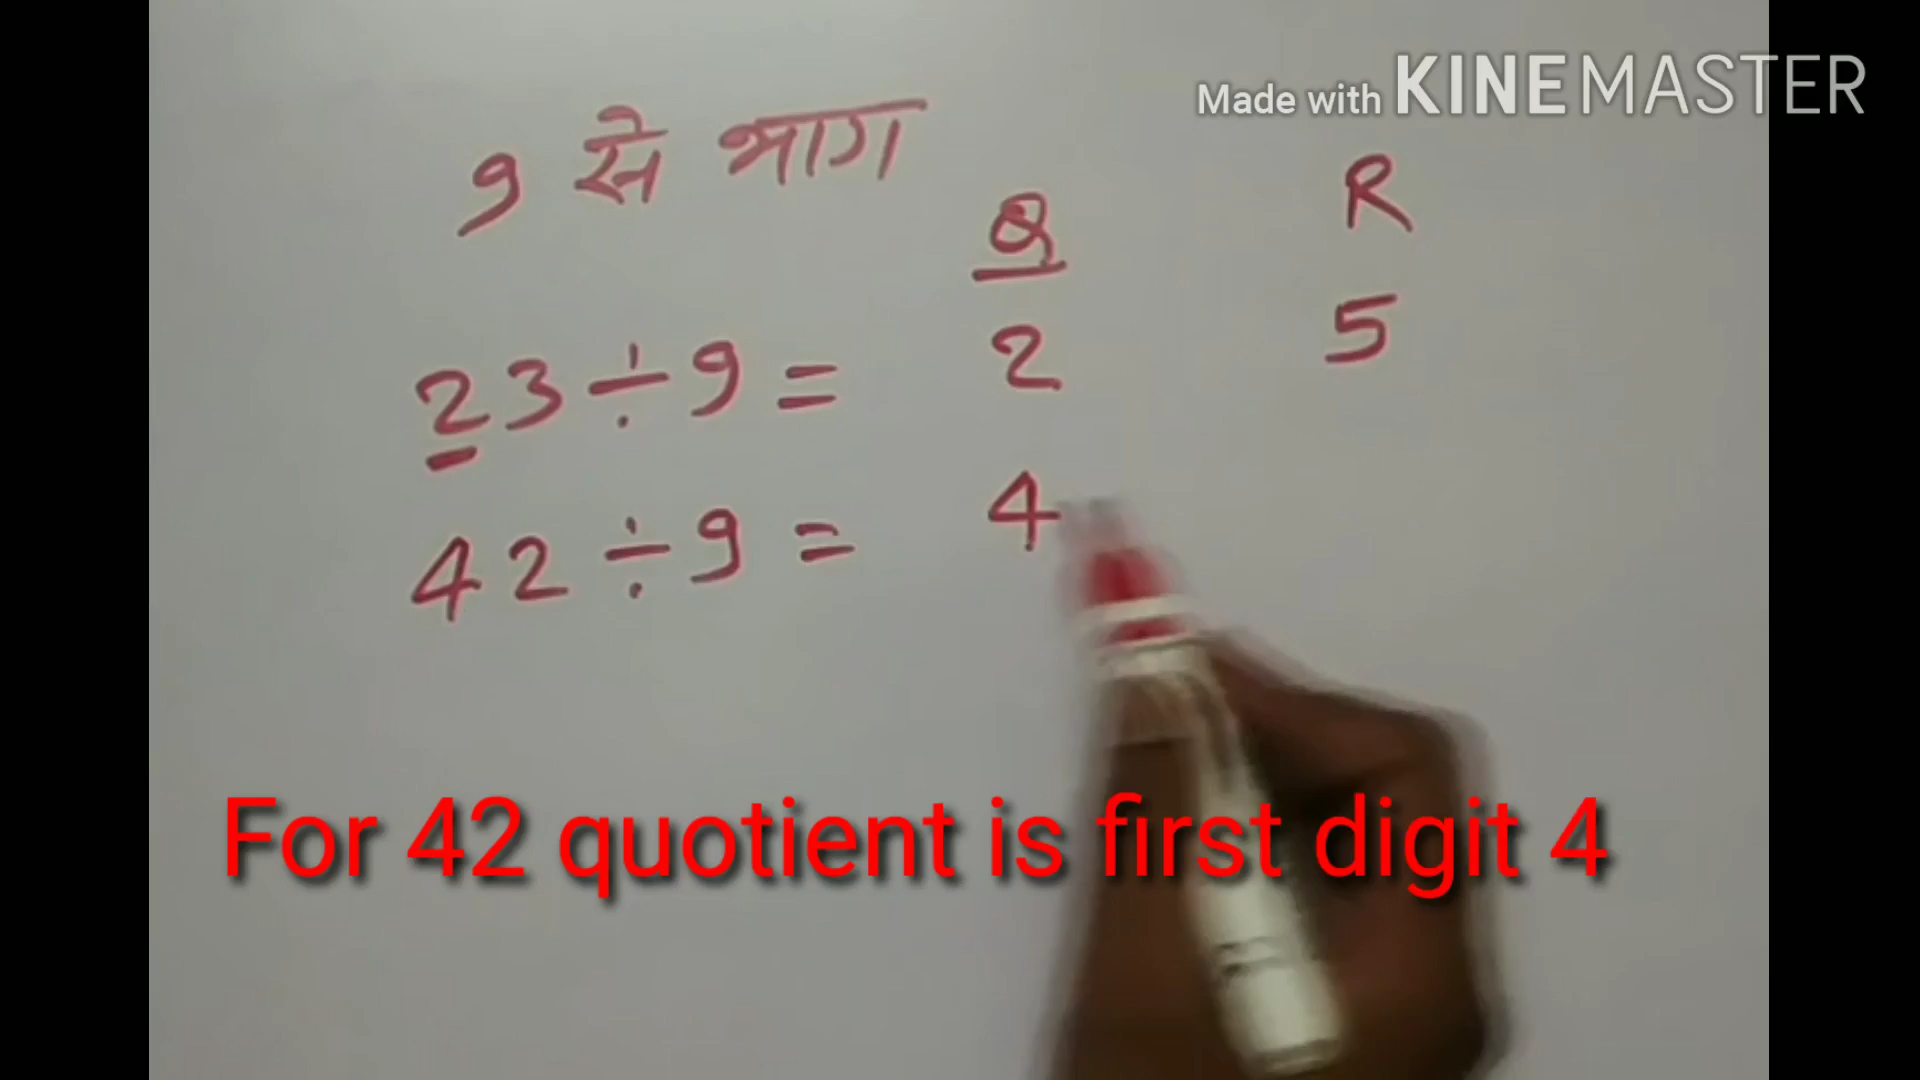 Made with KINEMASTER
9 से भाग
Q R
23÷9= 2 5
42÷9= 4
For 42 quotient is first digit 4